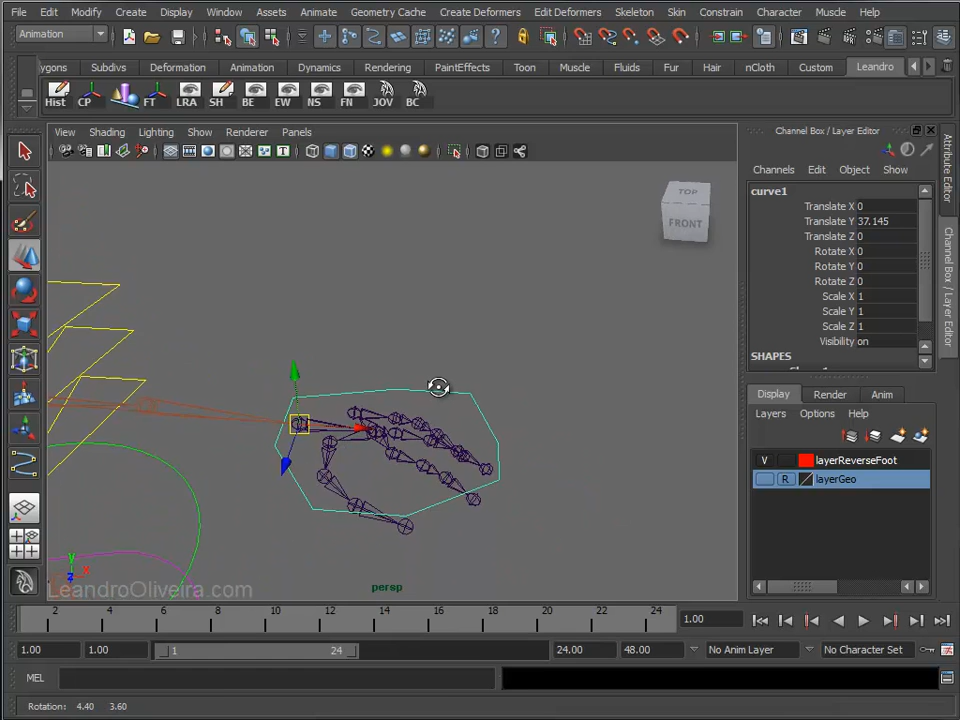 File Edit Modify Create Display Window Assets Animate Geometry Cache Create Deformers Edit Deformers Skeleton Skin Constrain Character Muscle Help
Animation
ygons Subdivs Deformation Animation Dynamics Rendering PaintEffects Toon Muscle Fluids Fur Hair nCloth Custom Leandro
Hist CP FT LRA SH BE EW NS FN JOV BC
View Shading Lighting Show Renderer Panels
Channel Box / Layer Editor
Channels Edit Object Show
curve1
Translate X 0
Translate Y 37.145
Translate Z 0
Rotate X 0
Rotate Y 0
Rotate Z 0
Scale X 1
Scale Y 1
Scale Z 1
Visibility on
SHAPES
Display Render Anim
Layers Options Help
V layerReverseFoot
R layerGeo
Attribute Editor
Channel Box / Layer Editor
TOP
FRONT
y
x
z
LeandroOliveira.com
persp
2 4 6 8 10 12 14 16 18 20 22 24
1.00
1.00 1.00 1 24 24.00 48.00 No Anim Layer No Character Set
MEL
Rotation: 4.40 3.60